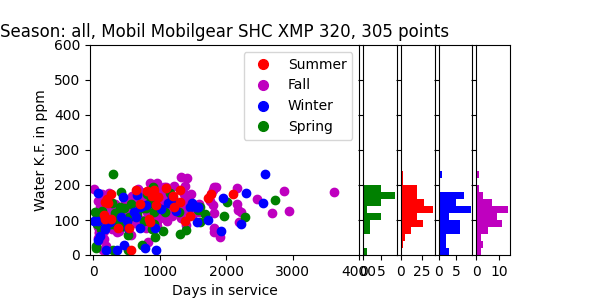 Season: all, Mobil Mobilgear SHC XMP 320, 305 points
600
500
400
300
200
100
0
Water K.F. in ppm
Summer
Fall
Winter
Spring
0 1000 2000 3000 4000
0 5
0 25
0 5
0 10
Days in service